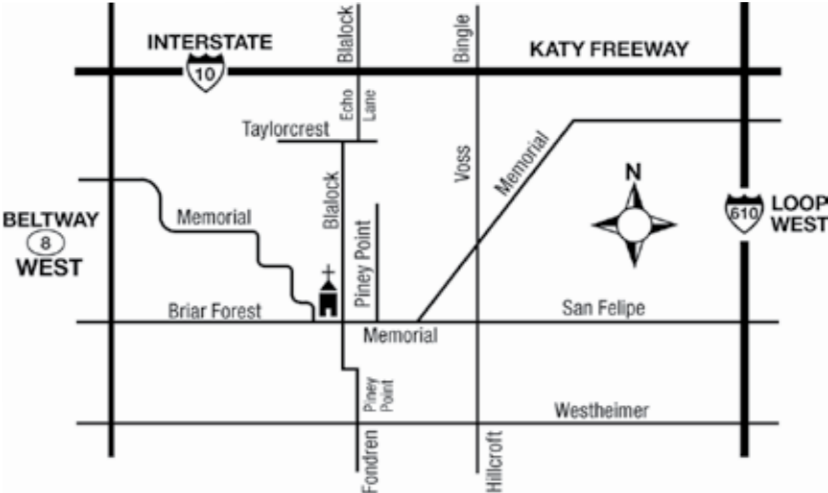 INTERSTATE
10
Blalock
Bingle
KATY FREEWAY
Echo
Lane
Taylorcrest
Voss
Memorial
N
Blalock
Piney Point
Memorial
BELTWAY
8
WEST
610
LOOP
WEST
Briar Forest
San Felipe
Memorial
Piney
Point
Westheimer
Fondren
Hillcroft